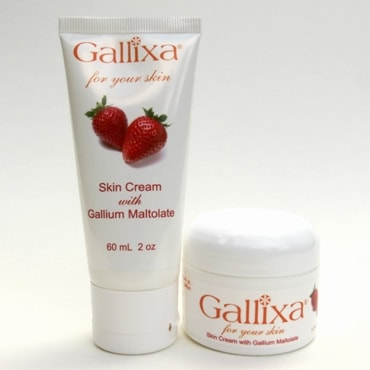 Gallixa®
for your skin
Skin Cream
with
Gallium Maltolate
60 mL 2 oz
Gallixa®
for your skin
Skin Cream with Gallium Maltolate